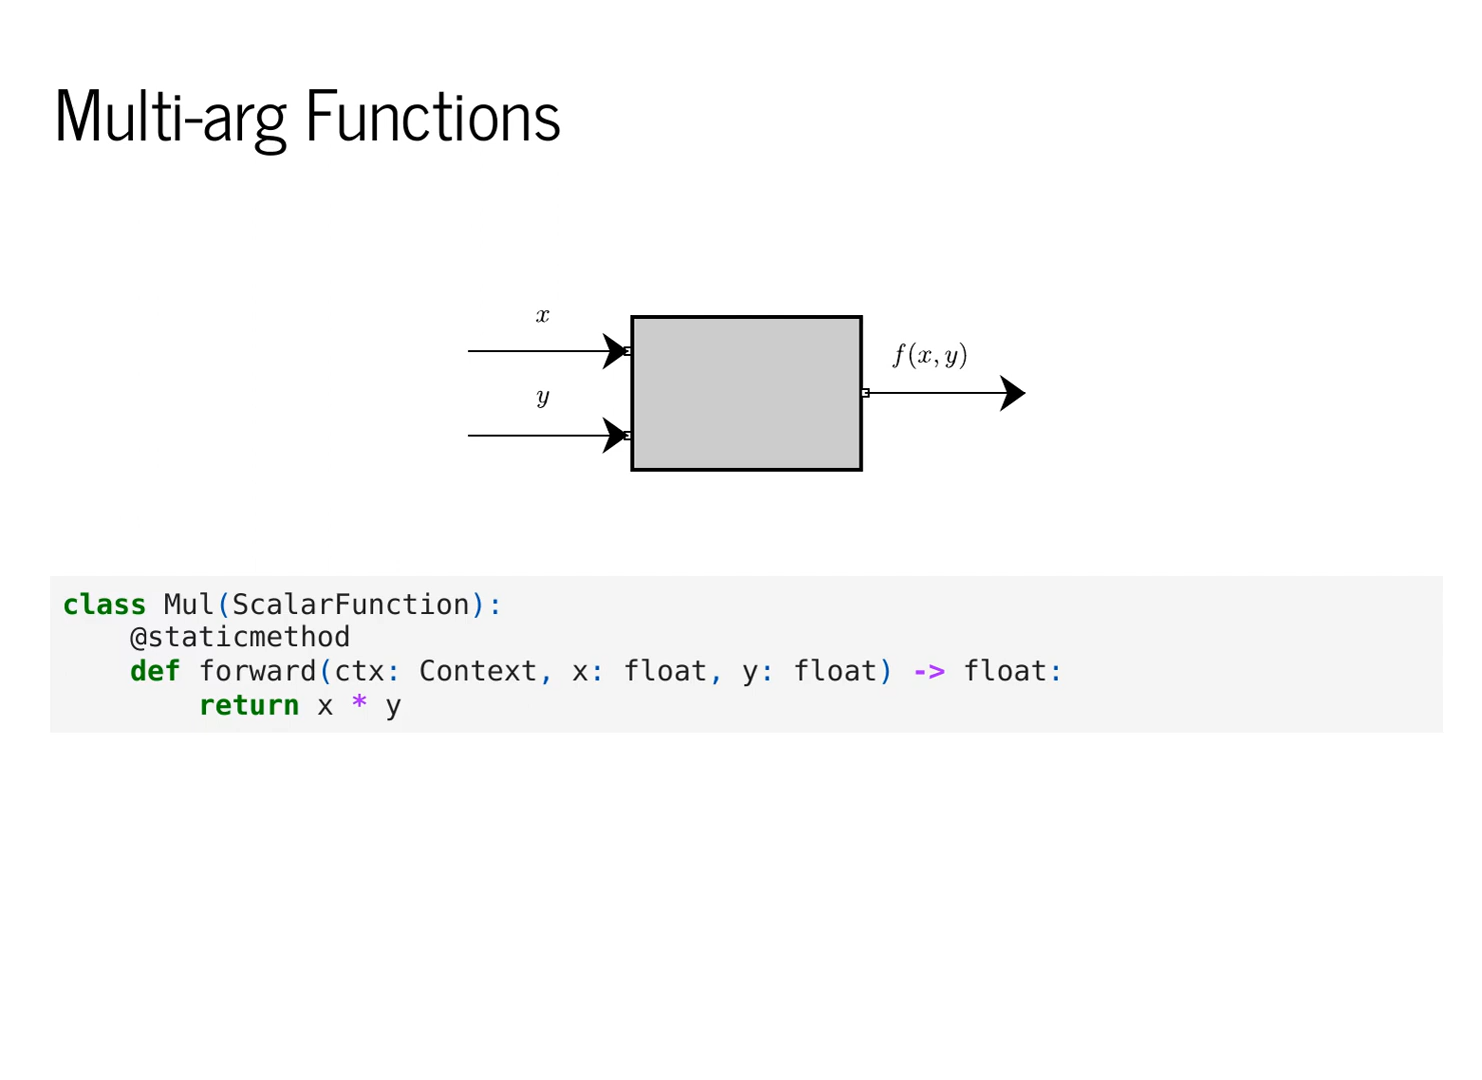 Multi-arg Functions
x
y
f(x, y)
class Mul(ScalarFunction):
    @staticmethod
    def forward(ctx: Context, x: float, y: float) -> float:
        return x * y